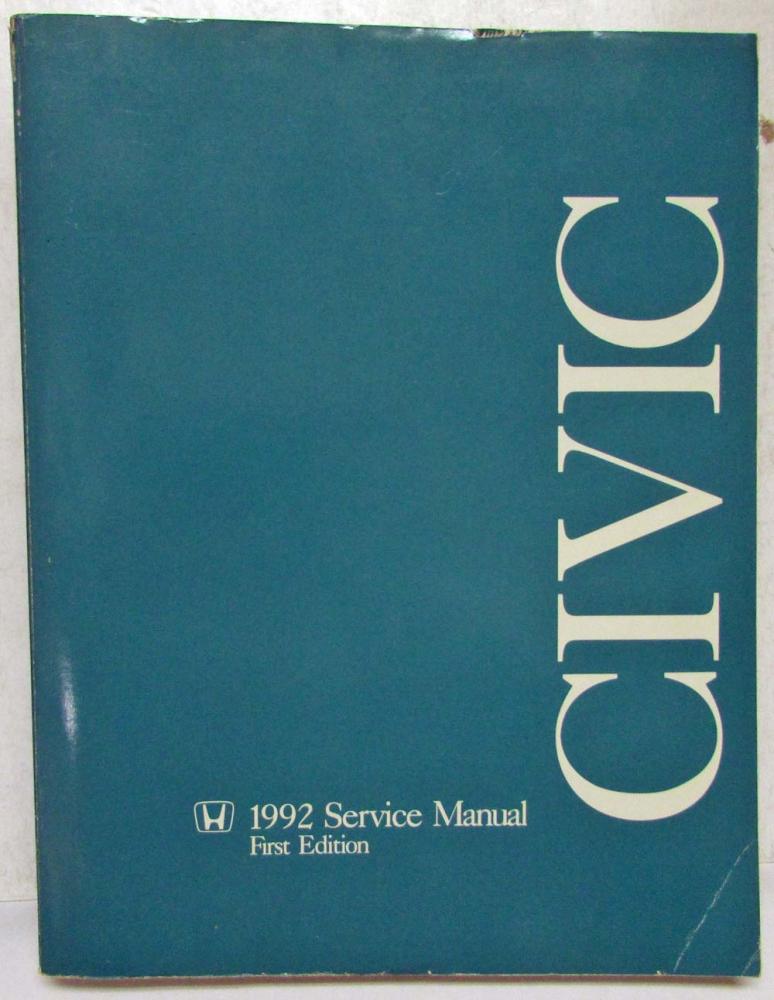 CIVIC
1992 Service Manual
First Edition